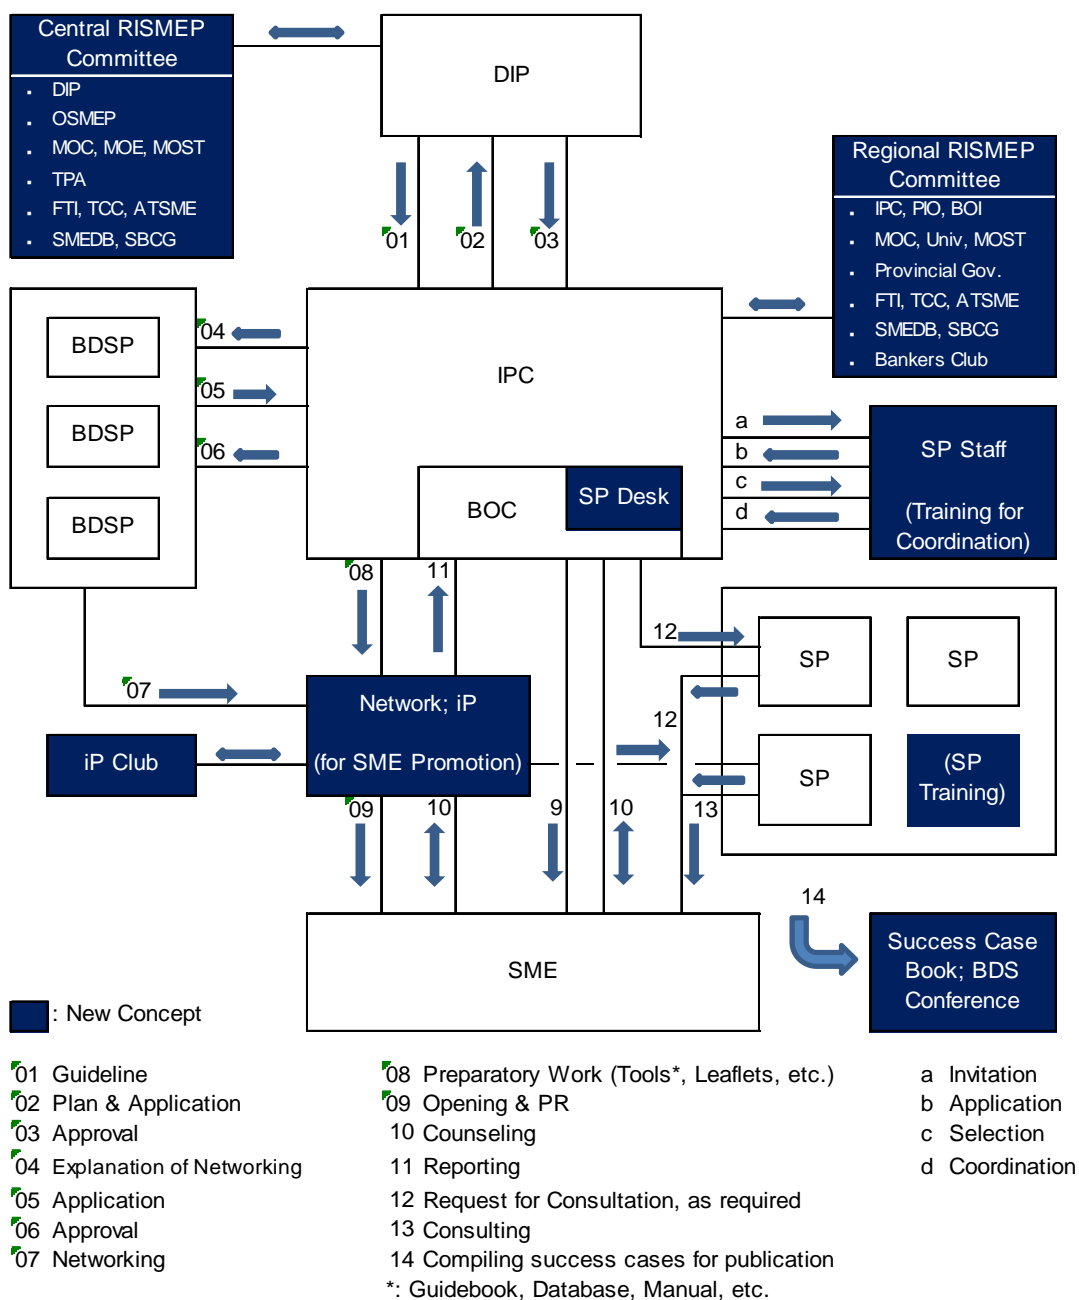 Central RISMEP
Committee
DIP
OSMEP
MOC, MOE, MOST
TPA
FTI, TCC, ATSME
SMEDB, SBCG
DIP
Regional RISMEP
Committee
IPC, PIO, BOI
MOC, Univ, MOST
Provincial Gov.
FTI, TCC, ATSME
SMEDB, SBCG
Bankers Club
01
02
03
BDSP
BDSP
BDSP
04
05
06
IPC
BOC
SP Desk
a
b
c
d
SP Staff
(Training for
Coordination)
08
11
12
07
Network; iP
(for SME Promotion)
iP Club
12
SP
SP
SP
(SP
Training)
09
10
9
10
13
14
SME
Success Case
Book; BDS
Conference
: New Concept
01 Guideline
02 Plan & Application
03 Approval
04 Explanation of Networking
05 Application
06 Approval
07 Networking
08 Preparatory Work (Tools*, Leaflets, etc.)
09 Opening & PR
10 Counseling
11 Reporting
12 Request for Consultation, as required
13 Consulting
14 Compiling success cases for publication
*: Guidebook, Database, Manual, etc.
a Invitation
b Application
c Selection
d Coordination